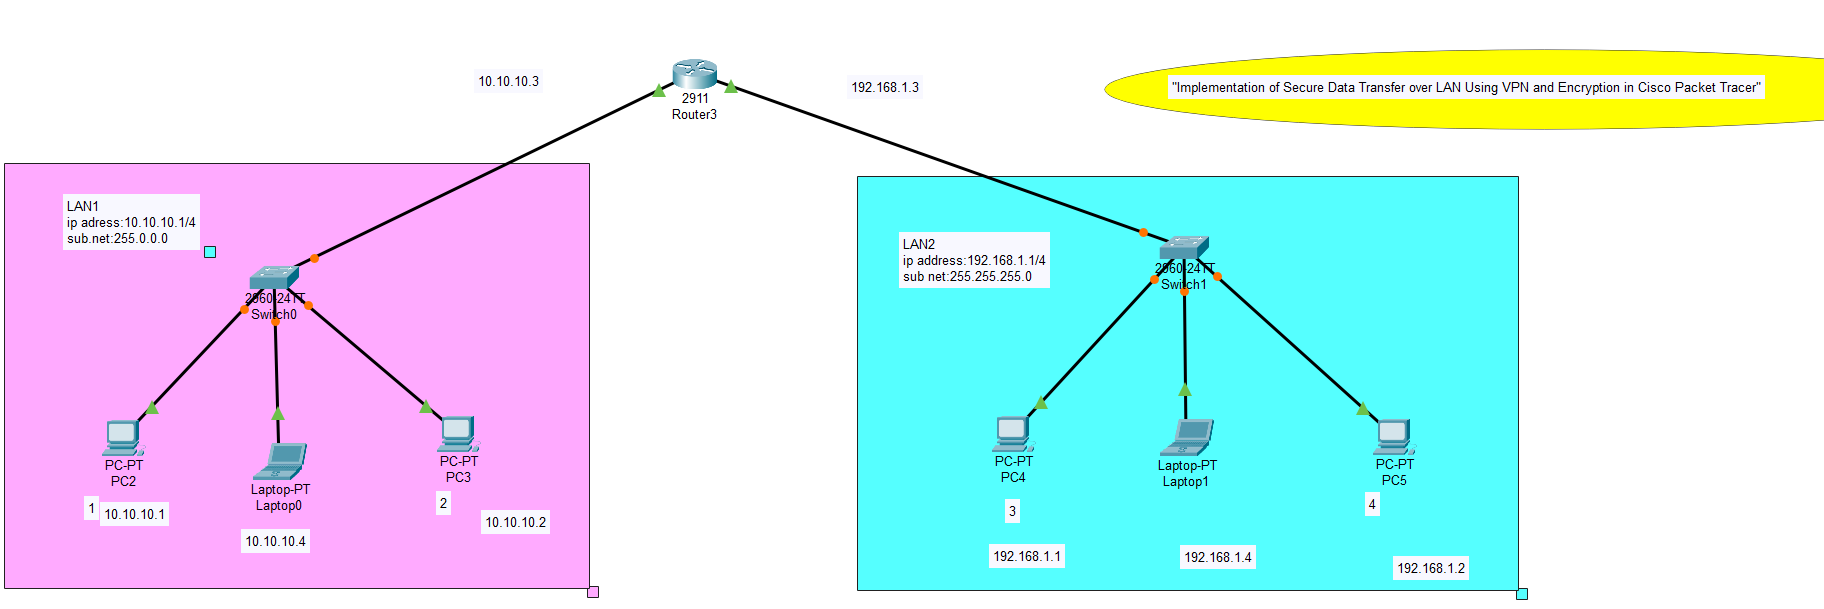 10.10.10.3
2911
Router3
192.168.1.3
"Implementation of Secure Data Transfer over LAN Using VPN and Encryption in Cisco Packet Tracer"
LAN1
ip adress:10.10.10.1/4
sub.net:255.0.0.0
2960-24TT
Switch0
PC-PT
PC2
1
10.10.10.1
Laptop-PT
Laptop0
10.10.10.4
PC-PT
PC3
2
10.10.10.2
LAN2
ip address:192.168.1.1/4
sub net:255.255.255.0
2960-24TT
Switch1
PC-PT
PC4
3
192.168.1.1
Laptop-PT
Laptop1
192.168.1.4
PC-PT
PC5
4
192.168.1.2